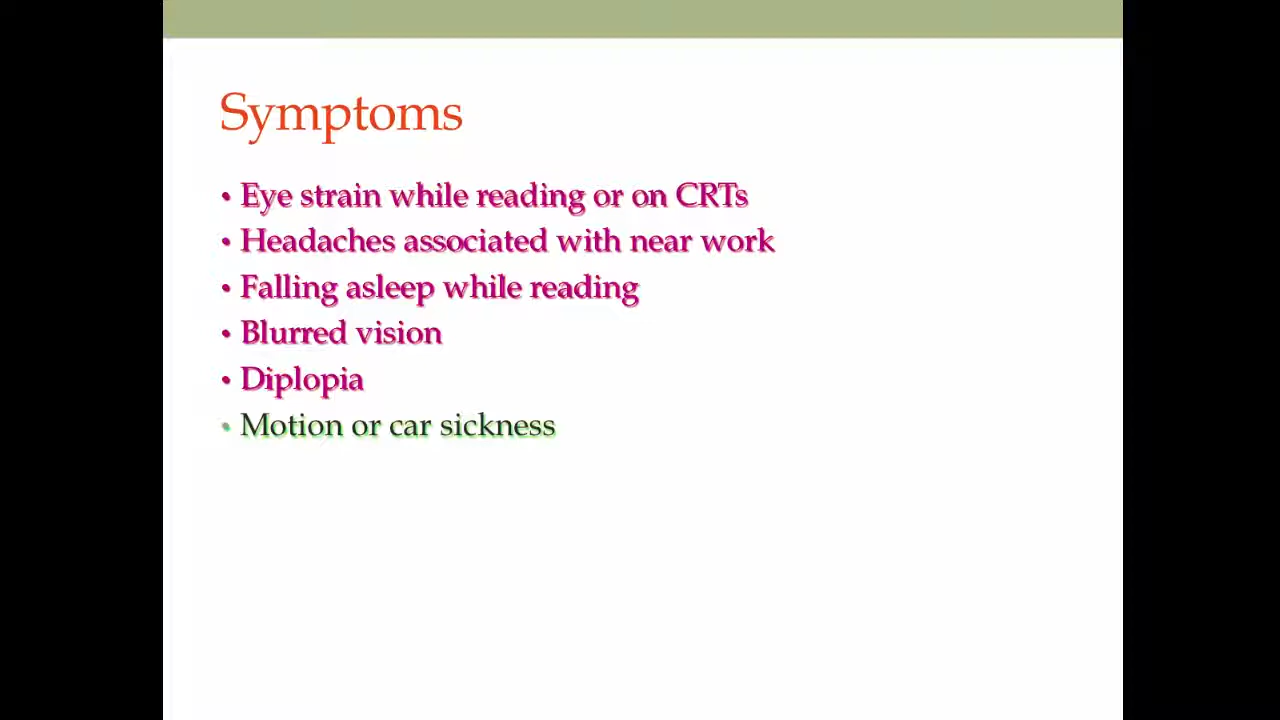 Symptoms
• Eye strain while reading or on CRTs
• Headaches associated with near work
• Falling asleep while reading
• Blurred vision
• Diplopia
• Motion or car sickness